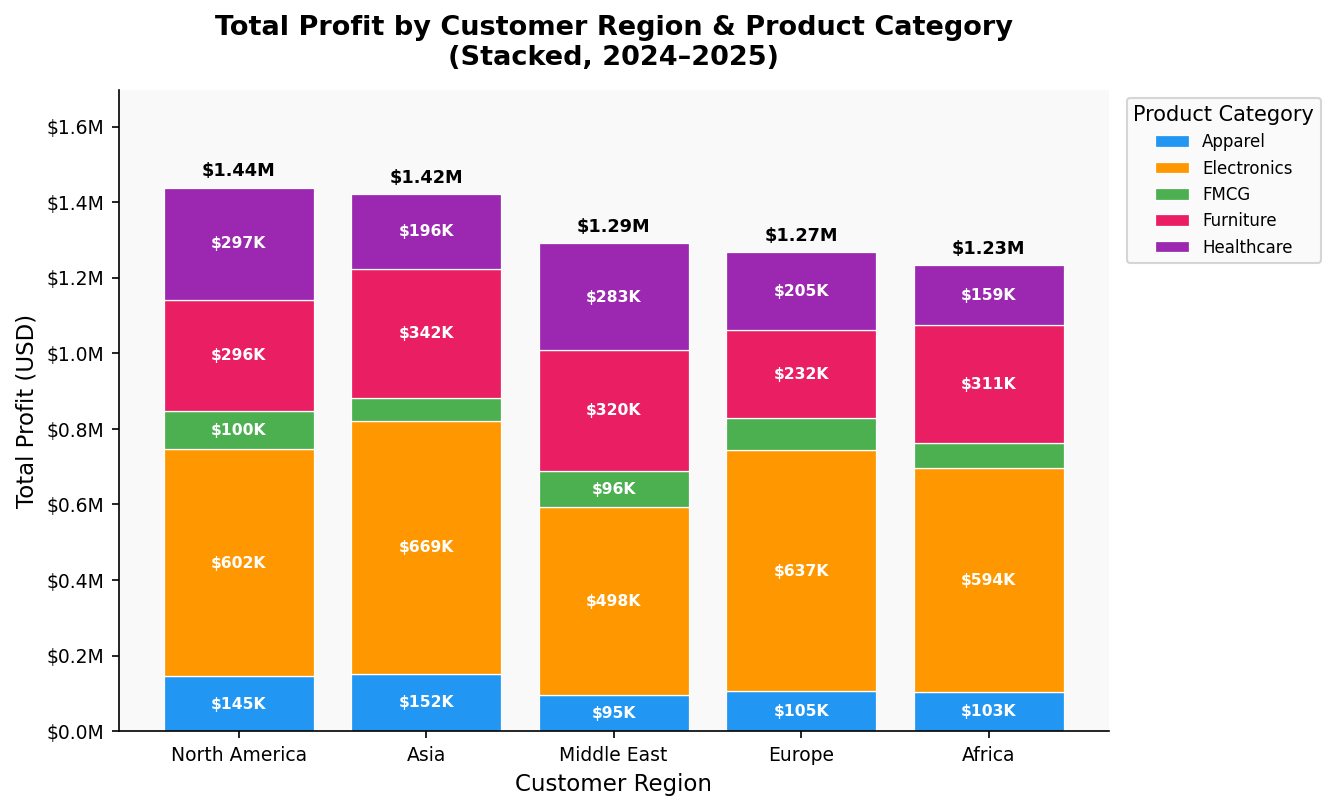 Total Profit by Customer Region & Product Category
(Stacked, 2024–2025)
Total Profit (USD)
$1.6M
$1.4M
$1.2M
$1.0M
$0.8M
$0.6M
$0.4M
$0.2M
$0.0M
$1.44M
$297K
$296K
$100K
$602K
$145K
$1.42M
$196K
$342K
$669K
$152K
$1.29M
$283K
$320K
$96K
$498K
$95K
$1.27M
$205K
$232K
$637K
$105K
$1.23M
$159K
$311K
$594K
$103K
North America
Asia
Middle East
Europe
Africa
Customer Region
Product Category
Apparel
Electronics
FMCG
Furniture
Healthcare